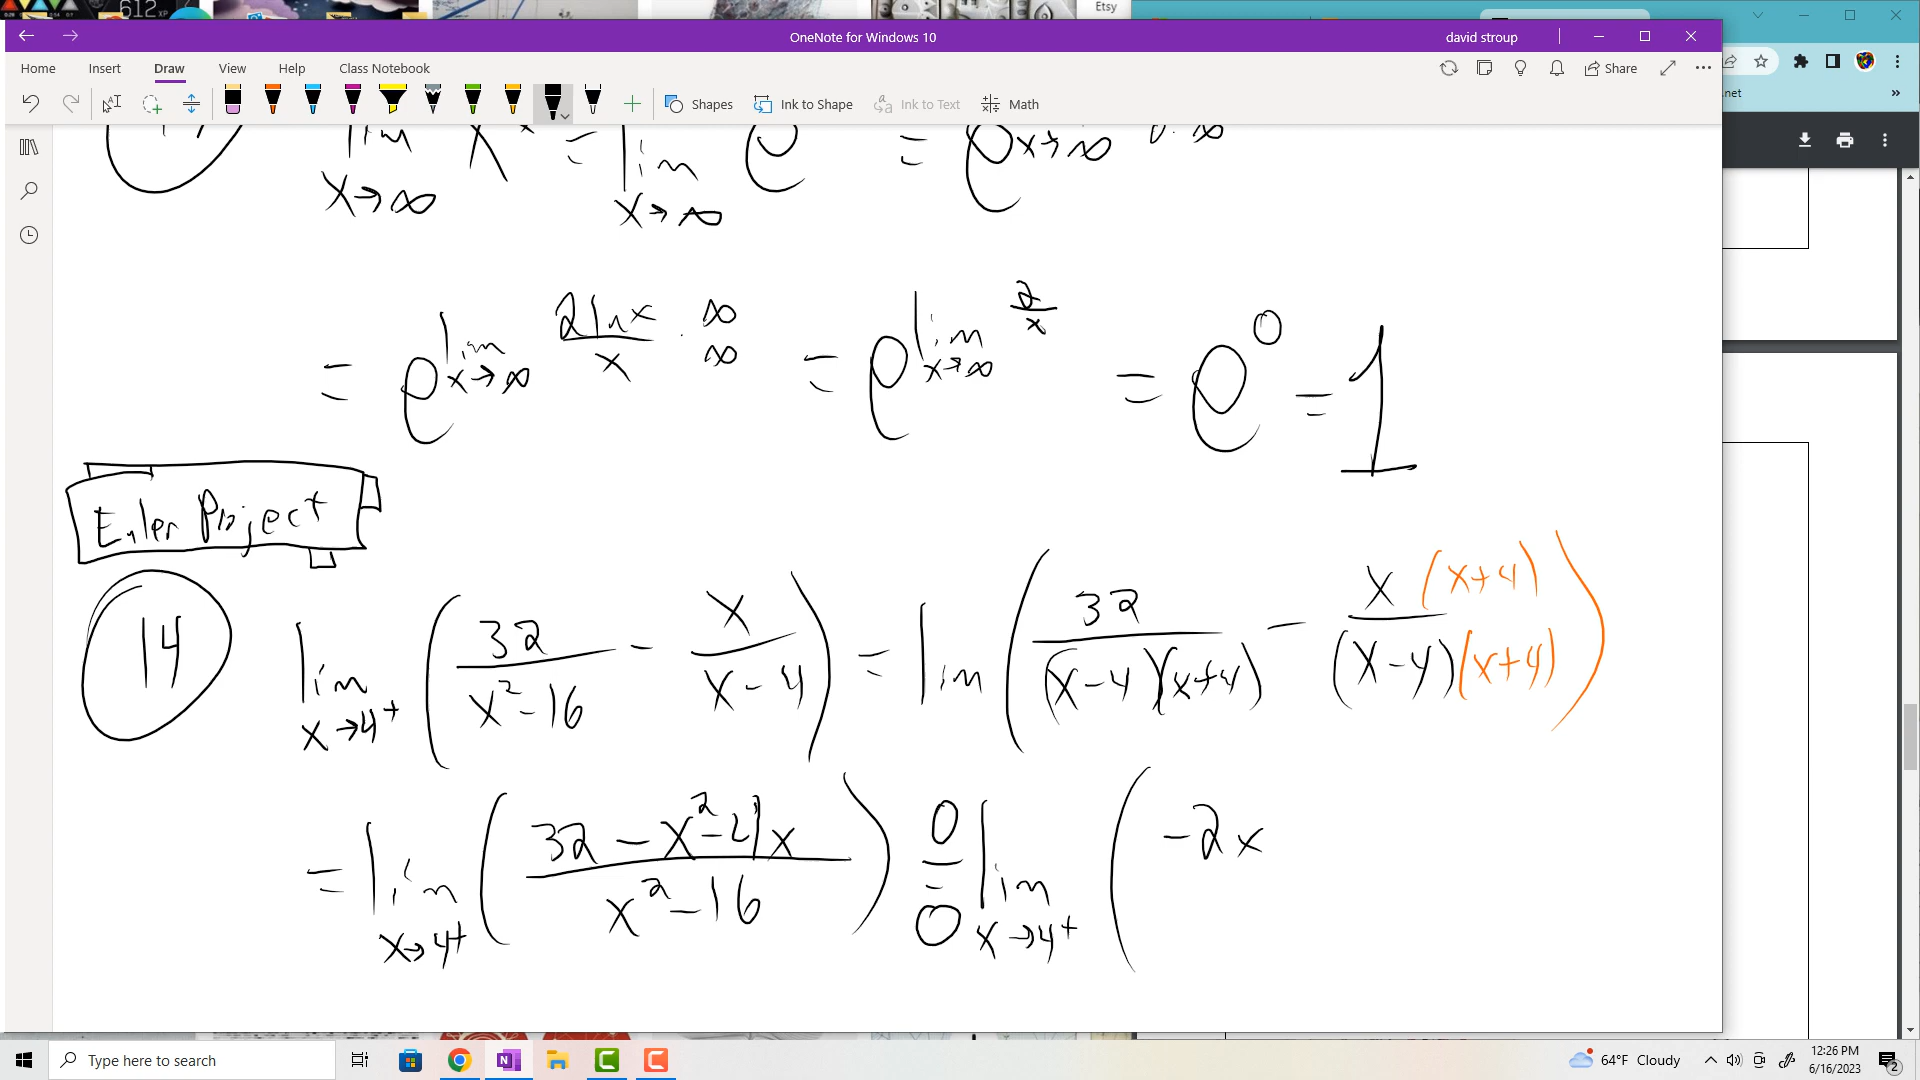 612 XP
Etsy
OneNote for Windows 10
david stroup
Home Insert Draw View Help Class Notebook
Share
Shapes Ink to Shape Ink to Text Math
.net
lim x→∞ X = lim x→∞ e = e x→∞ 0·∞
= e^lim x→∞ 2lnx/x ∞/∞ = e^lim x→∞ 2/x = e^0 = 1
Euler Project
14 lim x→4+ (32/(x²-16) - x/(x-4)) = lim (32/((x-4)(x+4)) - x(x+4)/((x-4)(x+4)))
= lim x→4+ ((32-x²-4x)/(x²-16)) 0/0 = lim x→4+ (-2x
Type here to search
64°F Cloudy
12:26 PM
6/16/2023
2